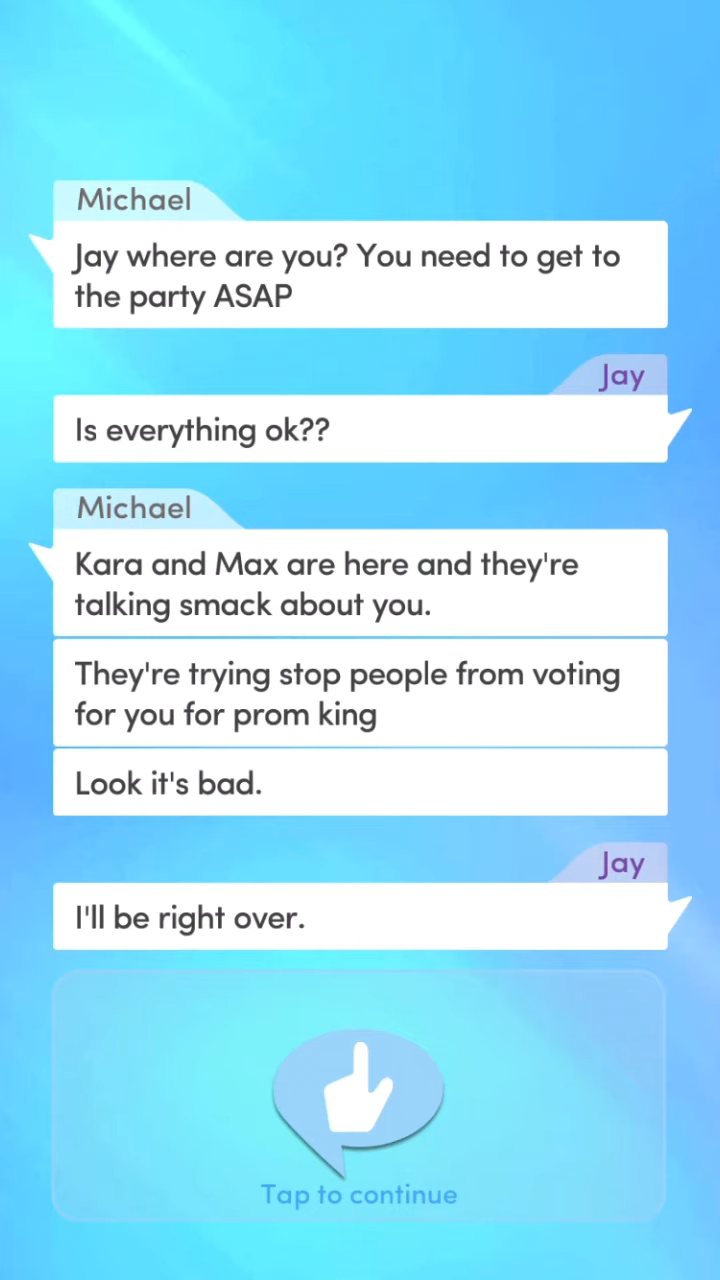 Michael
Jay where are you? You need to get to
the party ASAP
Jay
Is everything ok??
Michael
Kara and Max are here and they're
talking smack about you.
They're trying stop people from voting
for you for prom king
Look it's bad.
Jay
I'll be right over.
Tap to continue